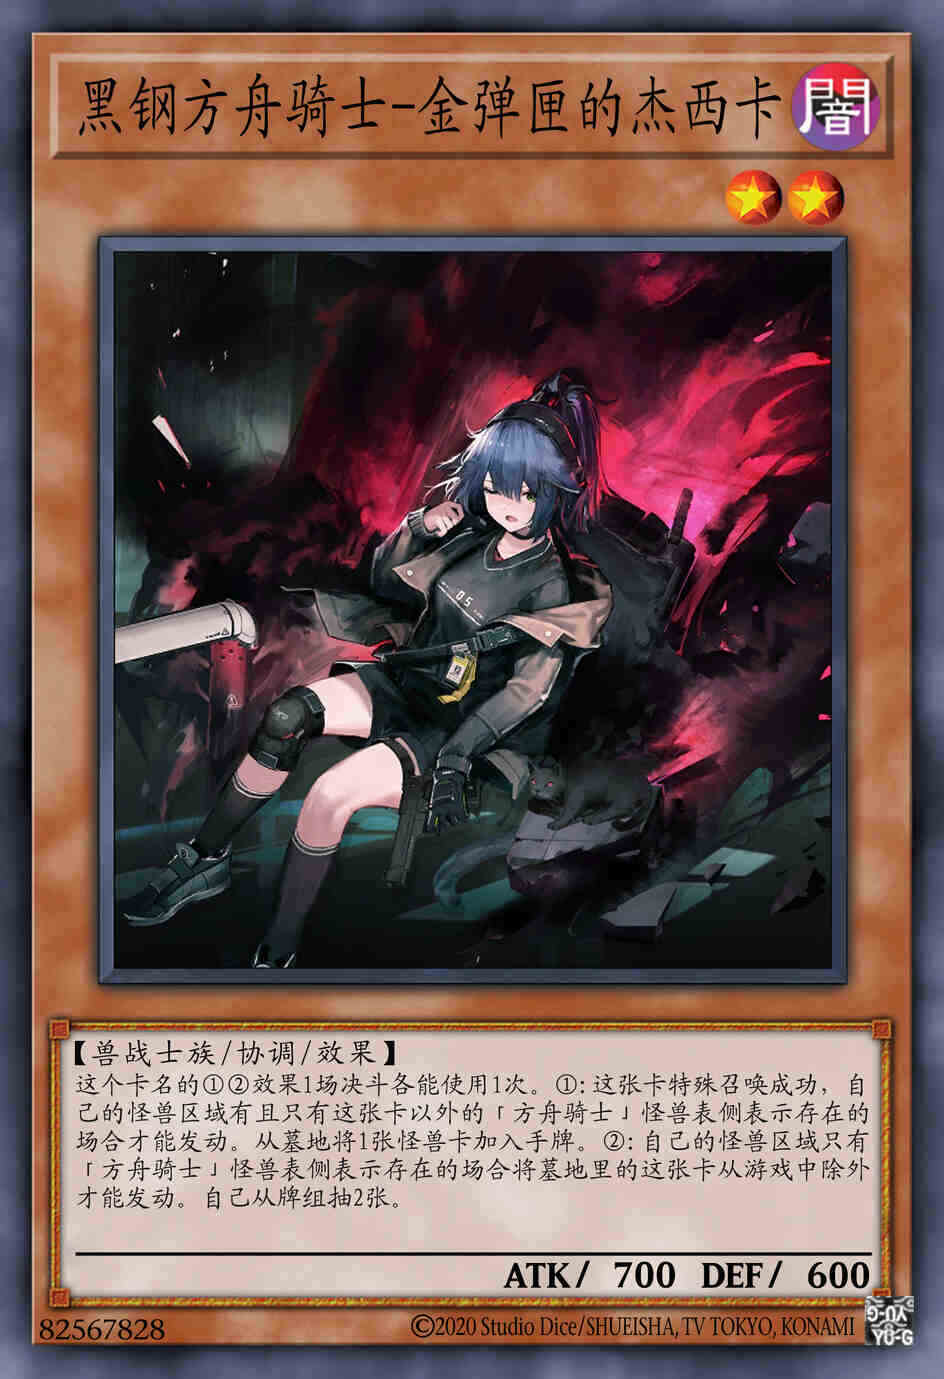 黑钢方舟骑士-金弹匣的杰西卡
闇
05
【兽战士族/协调/效果】
这个卡名的①②效果1场决斗各能使用1次。①:这张卡特殊召唤成功，自
己的怪兽区域有且只有这张卡以外的「方舟骑士」怪兽表侧表示存在的
场合才能发动。从墓地将1张怪兽卡加入手牌。②:自己的怪兽区域只有
「方舟骑士」怪兽表侧表示存在的场合将墓地里的这张卡从游戏中除外
才能发动。自己从牌组抽2张。
ATK/ 700 DEF/ 600
82567828
©2020 Studio Dice/SHUEISHA, TV TOKYO, KONAMI
YU-G